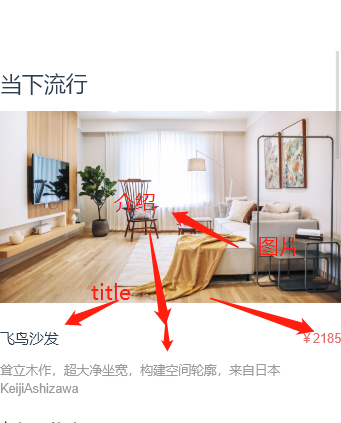 当下流行
介绍
图片
title
飞鸟沙发
¥2185
耸立木作，超大净坐宽，构建空间轮廓，来自日本
KeijiAshizawa